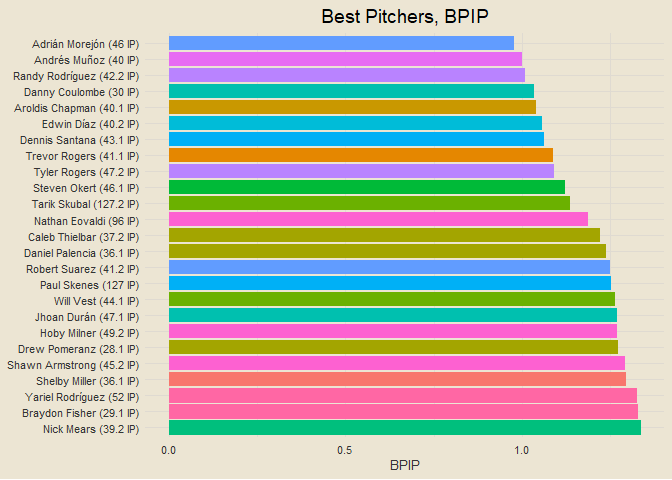 Best Pitchers, BPIP
Adrián Morejón (46 IP)
Andrés Muñoz (40 IP)
Randy Rodríguez (42.2 IP)
Danny Coulombe (30 IP)
Aroldis Chapman (40.1 IP)
Edwin Díaz (40.2 IP)
Dennis Santana (43.1 IP)
Trevor Rogers (41.1 IP)
Tyler Rogers (47.2 IP)
Steven Okert (46.1 IP)
Tarik Skubal (127.2 IP)
Nathan Eovaldi (96 IP)
Caleb Thielbar (37.2 IP)
Daniel Palencia (36.1 IP)
Robert Suarez (41.2 IP)
Paul Skenes (127 IP)
Will Vest (44.1 IP)
Jhoan Durán (47.1 IP)
Hoby Milner (49.2 IP)
Drew Pomeranz (28.1 IP)
Shawn Armstrong (45.2 IP)
Shelby Miller (36.1 IP)
Yariel Rodríguez (52 IP)
Braydon Fisher (29.1 IP)
Nick Mears (39.2 IP)
0.0 0.5 1.0
BPIP